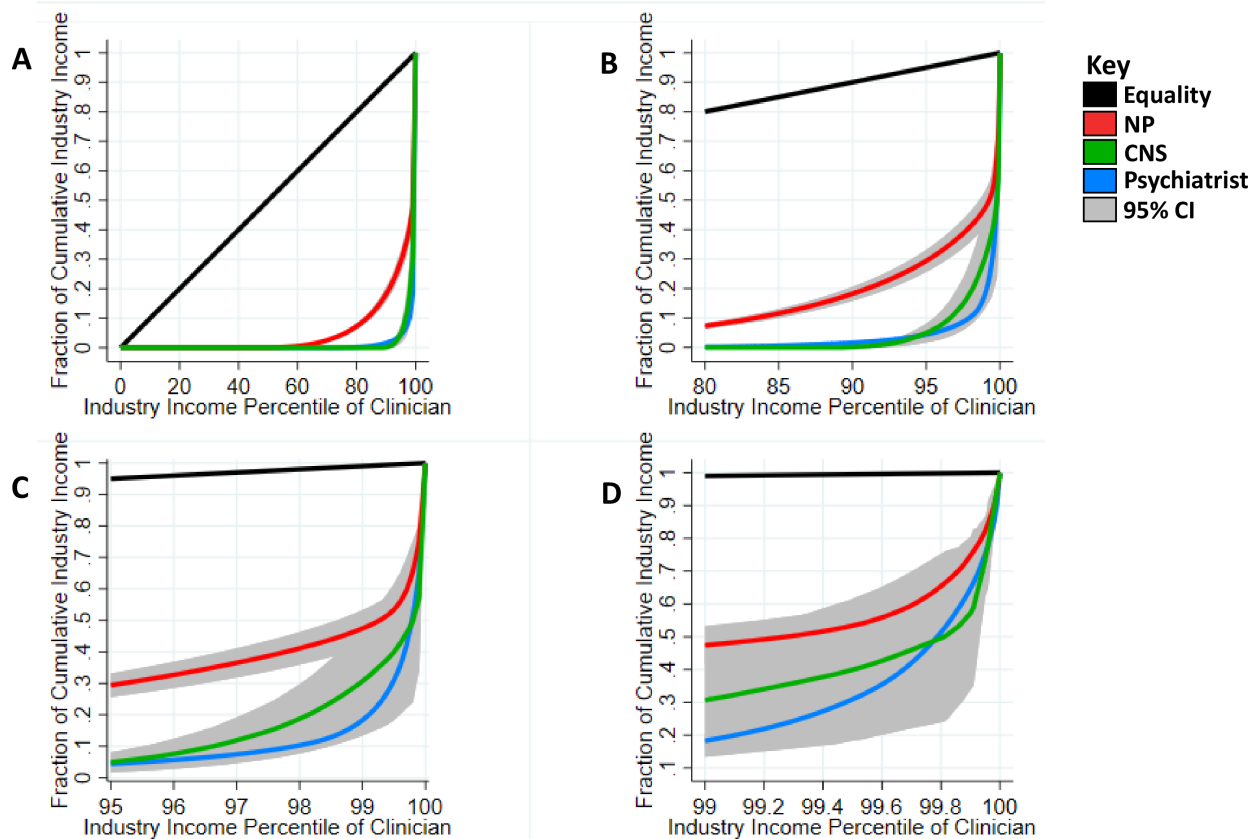 A
Fraction of Cumulative Industry Income
1
.9
.8
.7
.6
.5
.4
.3
.2
.1
0
0 20 40 60 80 100
Industry Income Percentile of Clinician
B
Fraction of Cumulative Industry Income
1
.9
.8
.7
.6
.5
.4
.3
.2
.1
0
80 85 90 95 100
Industry Income Percentile of Clinician
Key
Equality
NP
CNS
Psychiatrist
95% CI
C
Fraction of Cumulative Industry Income
1
.9
.8
.7
.6
.5
.4
.3
.2
.1
0
95 96 97 98 99 100
Industry Income Percentile of Clinician
D
Fraction of Cumulative Industry Income
1
.9
.8
.7
.6
.5
.4
.3
.2
.1
99 99.2 99.4 99.6 99.8 100
Industry Income Percentile of Clinician